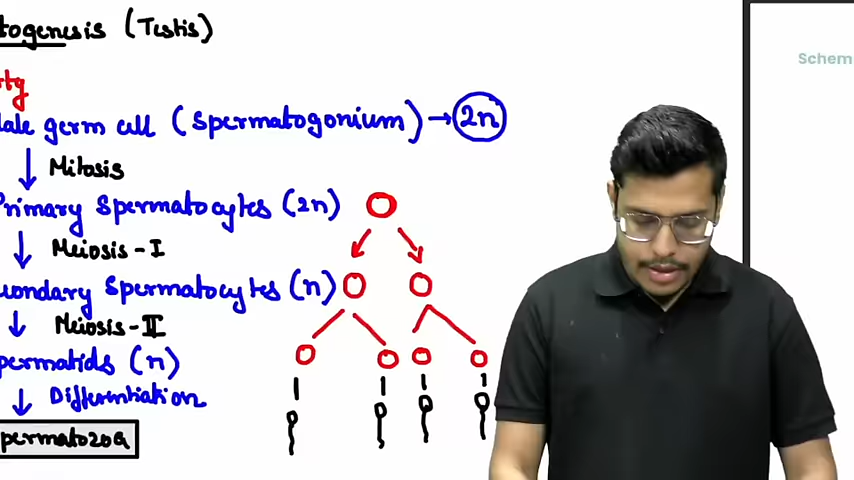 togenesis (Testis)
rty
ale germ cell (Spermatogonium) → 2n
Mitosis
Primary Spermatocytes (2n)
Meiosis - I
condary Spermatocytes (n)
Meiosis - II
permatids (n)
Differentiation
permatozoa
Schem